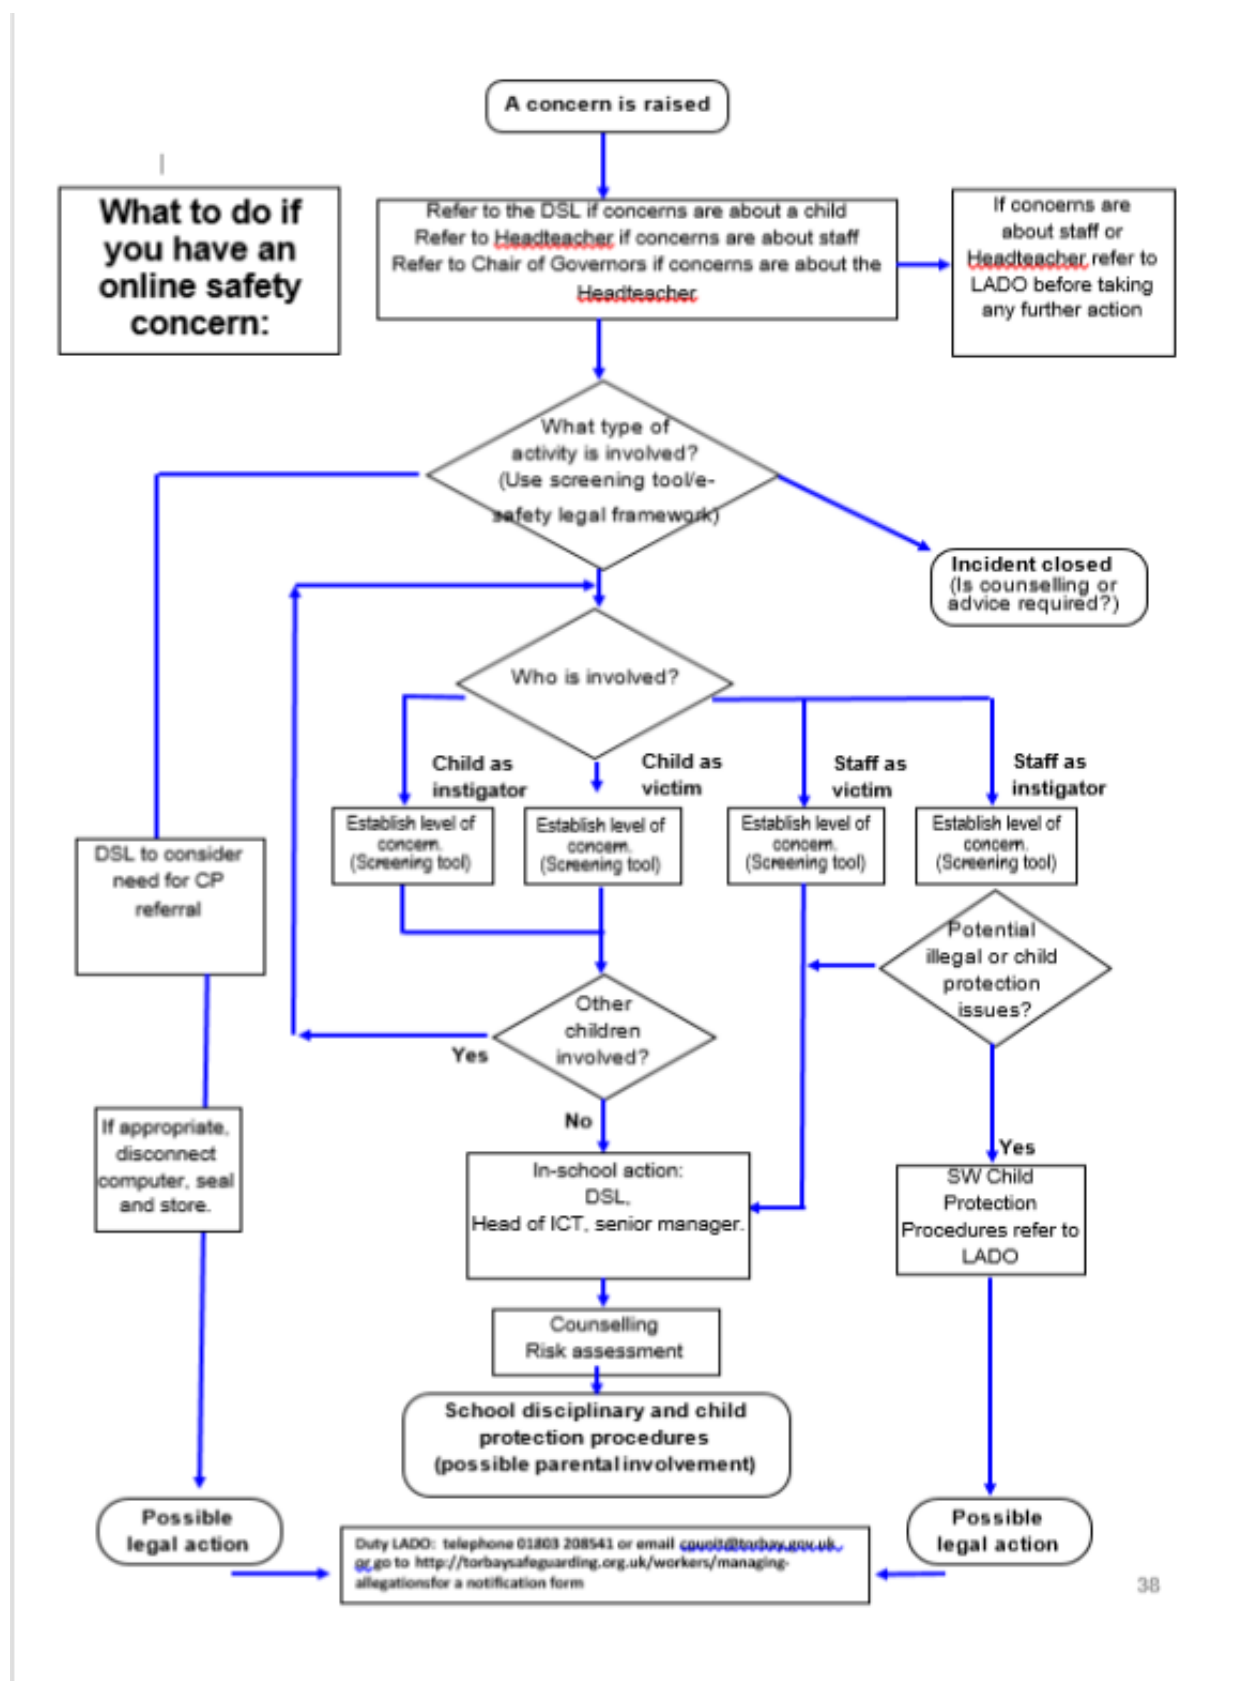 A concern is raised
What to do if
you have an
online safety
concern:
Refer to the DSL if concerns are about a child
Refer to Headteacher if concerns are about staff
Refer to Chair of Governors if concerns are about the
Headteacher
If concerns are
about staff or
Headteacher refer to
LADO before taking
any further action
What type of
activity is involved?
(Use screening tool/e-
safety legal framework)
Incident closed
(Is counselling or
advice required?)
Who is involved?
Child as
instigator
Child as
victim
Staff as
victim
Staff as
instigator
Establish level of
concern.
(Screening tool)
Establish level of
concern.
(Screening tool)
Establish level of
concern.
(Screening tool)
Establish level of
concern.
(Screening tool)
DSL to consider
need for CP
referral
Potential
illegal or child
protection
issues?
Other
children
involved?
Yes
No
If appropriate,
disconnect
computer, seal
and store.
In-school action:
DSL,
Head of ICT, senior manager.
Yes
SW Child
Protection
Procedures refer to
LADO
Counselling
Risk assessment
School disciplinary and child
protection procedures
(possible parental involvement)
Possible
legal action
Possible
legal action
Duty LADO: telephone 01803 208541 or email cpunit@torbay.gov.uk
or go to http://torbaysafeguarding.org.uk/workers/managing-
allegationsfor a notification form
38